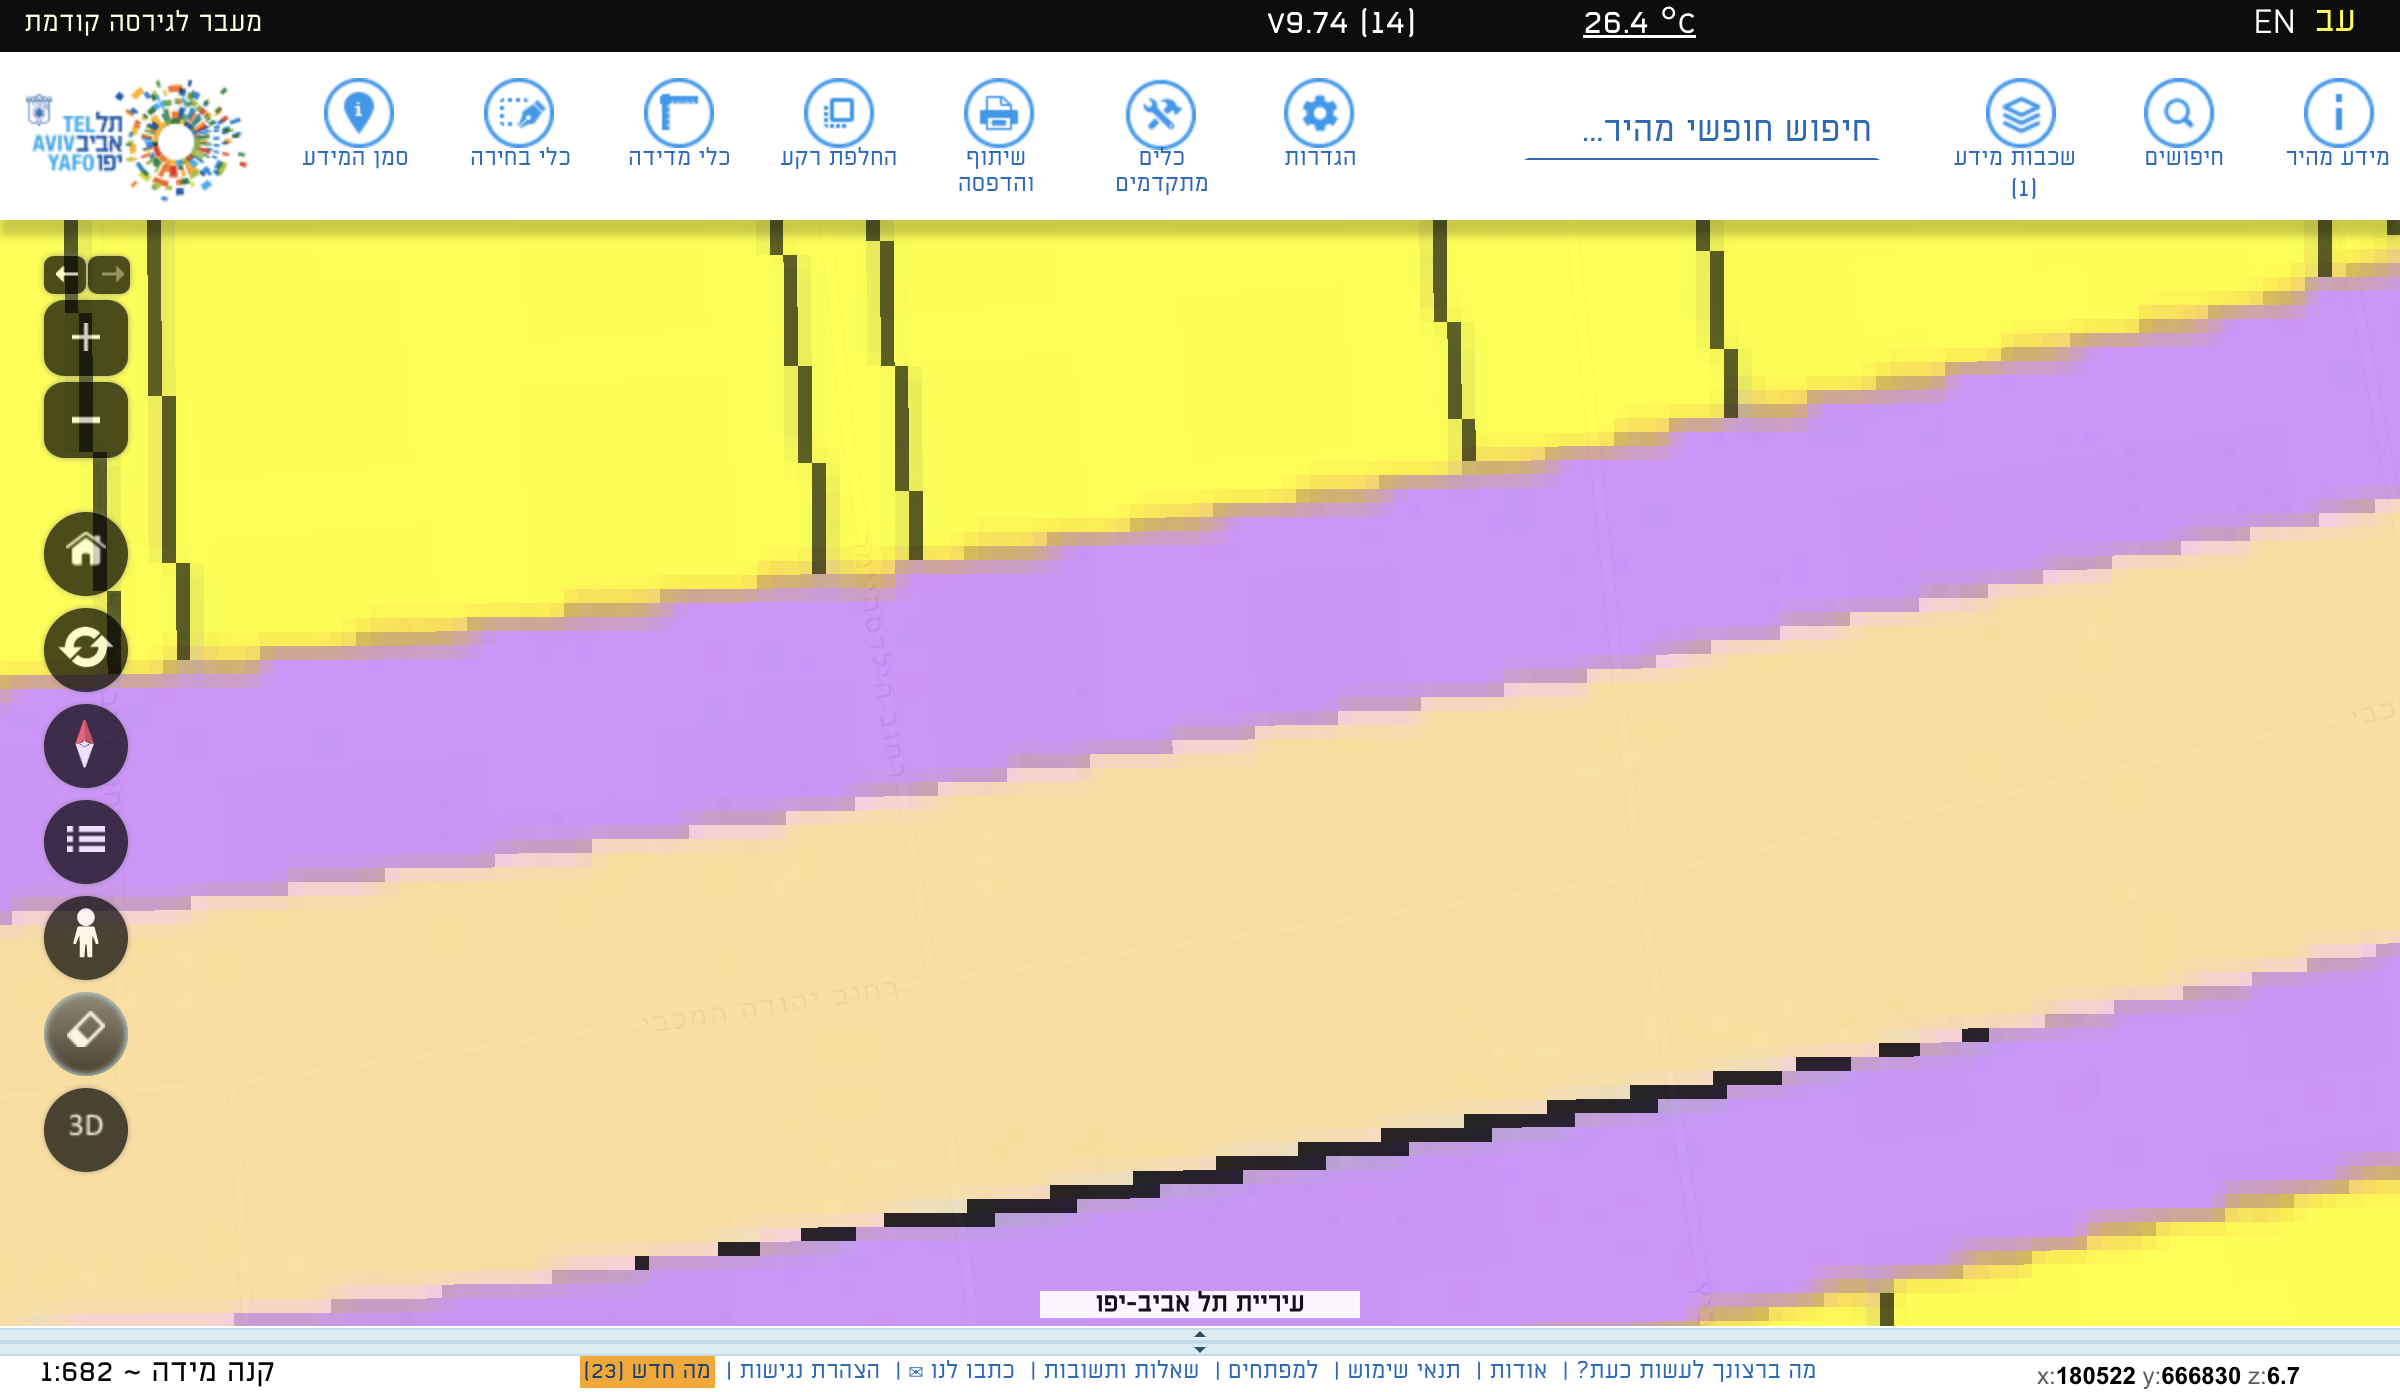 עב EN
26.4 °C
V9.74 (14)
מעבר לגירסה קודמת
מידע מהיר
חיפושים
שכבות מידע
(1)
חיפוש חופשי מהיר...
הגדרות
כלים
מתקדמים
שיתוף
והדפסה
החלפת רקע
כלי מדידה
כלי בחירה
סמן המידע
תל אביב יפו
TEL AVIV YAFO
רחוב הילדסהיימר
רחוב יהודה המכבי
3D
עיריית תל אביב-יפו
x:180522 y:666830 z:6.7
מה ברצונך לעשות כעת? | אודות | תנאי שימוש | למפתחים | שאלות ותשובות | כתבו לנו ✉ | הצהרת נגישות | מה חדש (23)
קנה מידה ~ 1:682